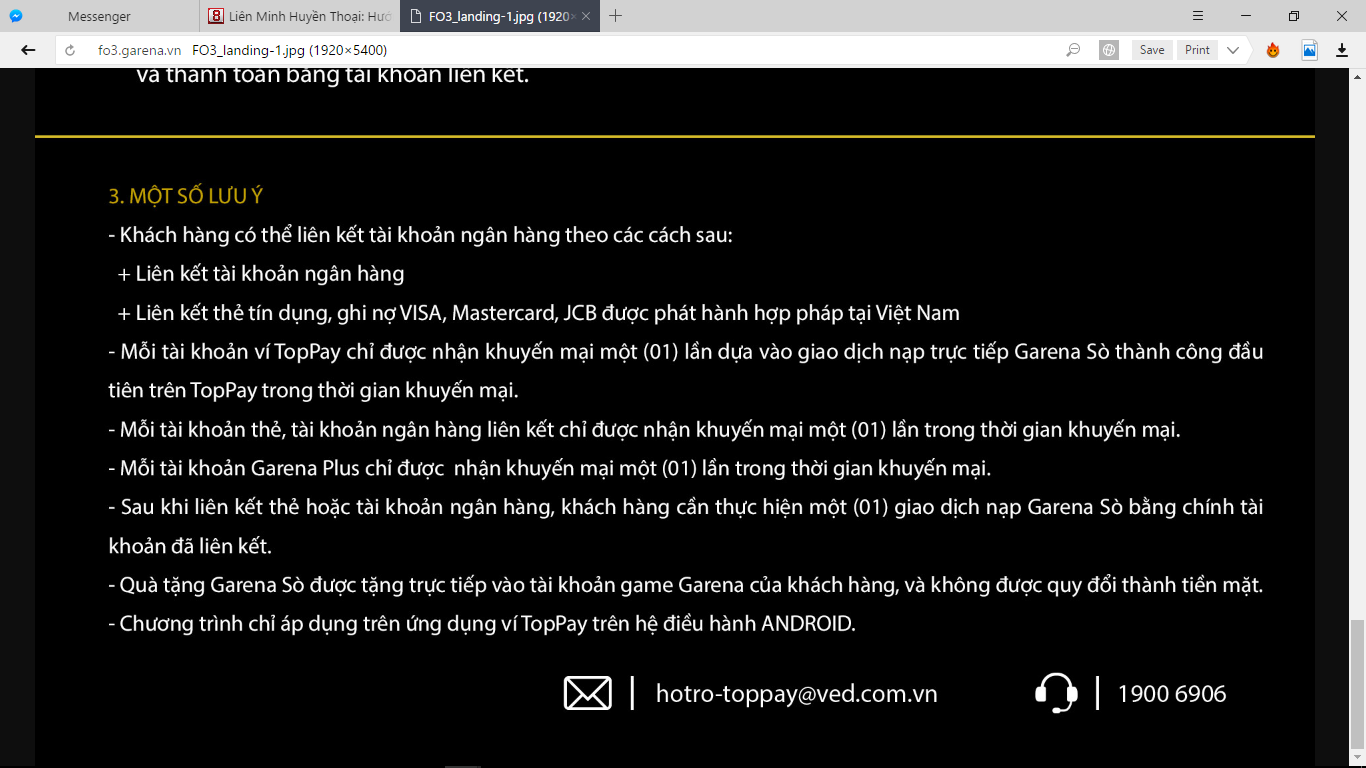 Messenger
Liên Minh Huyền Thoại: Hướ
FO3_landing-1.jpg (1920×
fo3.garena.vn FO3_landing-1.jpg (1920×5400)
Save
Print
và thanh toán bằng tài khoản liên kết.
3. MỘT SỐ LƯU Ý
- Khách hàng có thể liên kết tài khoản ngân hàng theo các cách sau:
+ Liên kết tài khoản ngân hàng
+ Liên kết thẻ tín dụng, ghi nợ VISA, Mastercard, JCB được phát hành hợp pháp tại Việt Nam
- Mỗi tài khoản ví TopPay chỉ được nhận khuyến mại một (01) lần dựa vào giao dịch nạp trực tiếp Garena Sò thành công đầu
tiên trên TopPay trong thời gian khuyến mại.
- Mỗi tài khoản thẻ, tài khoản ngân hàng liên kết chỉ được nhận khuyến mại một (01) lần trong thời gian khuyến mại.
- Mỗi tài khoản Garena Plus chỉ được nhận khuyến mại một (01) lần trong thời gian khuyến mại.
- Sau khi liên kết thẻ hoặc tài khoản ngân hàng, khách hàng cần thực hiện một (01) giao dịch nạp Garena Sò bằng chính tài
khoản đã liên kết.
- Quà tặng Garena Sò được tặng trực tiếp vào tài khoản game Garena của khách hàng, và không được quy đổi thành tiền mặt.
- Chương trình chỉ áp dụng trên ứng dụng ví TopPay trên hệ điều hành ANDROID.
hotro-toppay@ved.com.vn
1900 6906